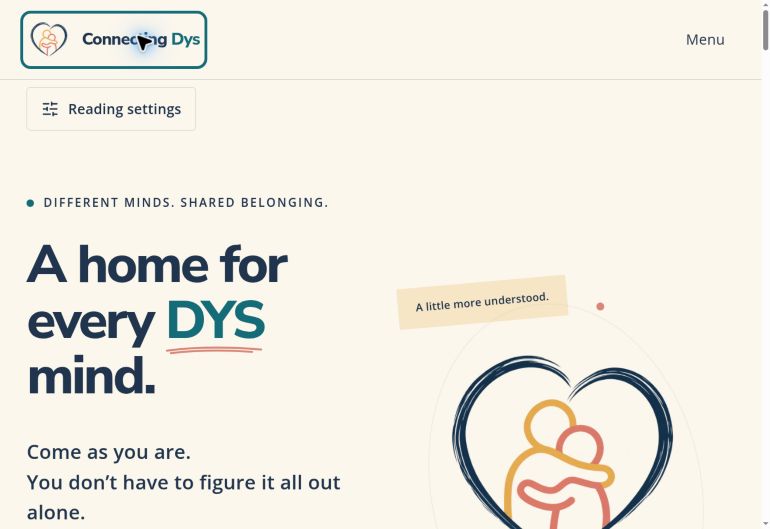 Connecting Dys
Menu
Reading settings
DIFFERENT MINDS. SHARED BELONGING.
A home for
every DYS
mind.
A little more understood.
Come as you are.
You don’t have to figure it all out
alone.